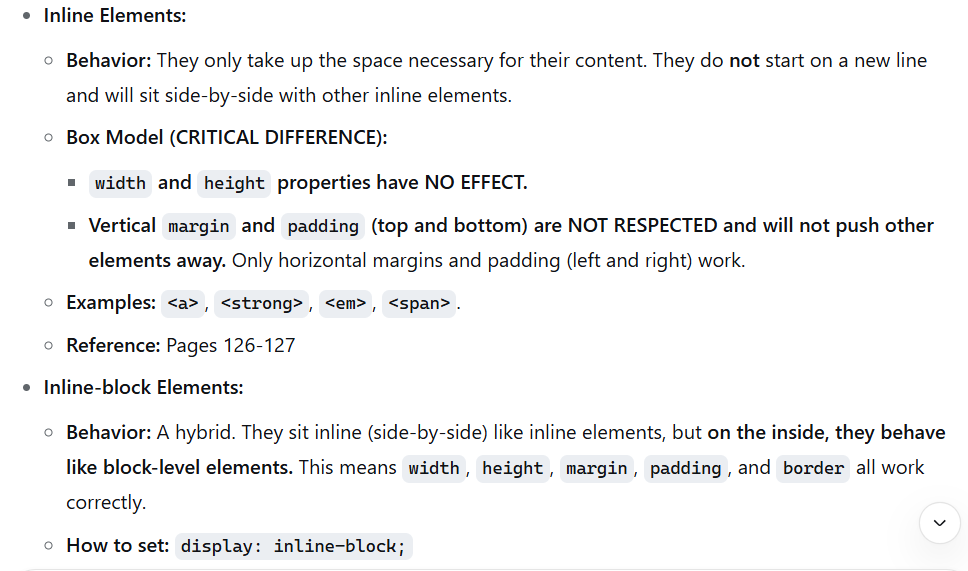 Inline Elements:
Behavior: They only take up the space necessary for their content. They do not start on a new line
and will sit side-by-side with other inline elements.
Box Model (CRITICAL DIFFERENCE):
width and height properties have NO EFFECT.
Vertical margin and padding (top and bottom) are NOT RESPECTED and will not push other
elements away. Only horizontal margins and padding (left and right) work.
Examples: <a>, <strong>, <em>, <span>.
Reference: Pages 126-127
Inline-block Elements:
Behavior: A hybrid. They sit inline (side-by-side) like inline elements, but on the inside, they behave
like block-level elements. This means width, height, margin, padding, and border all work
correctly.
How to set: display: inline-block;